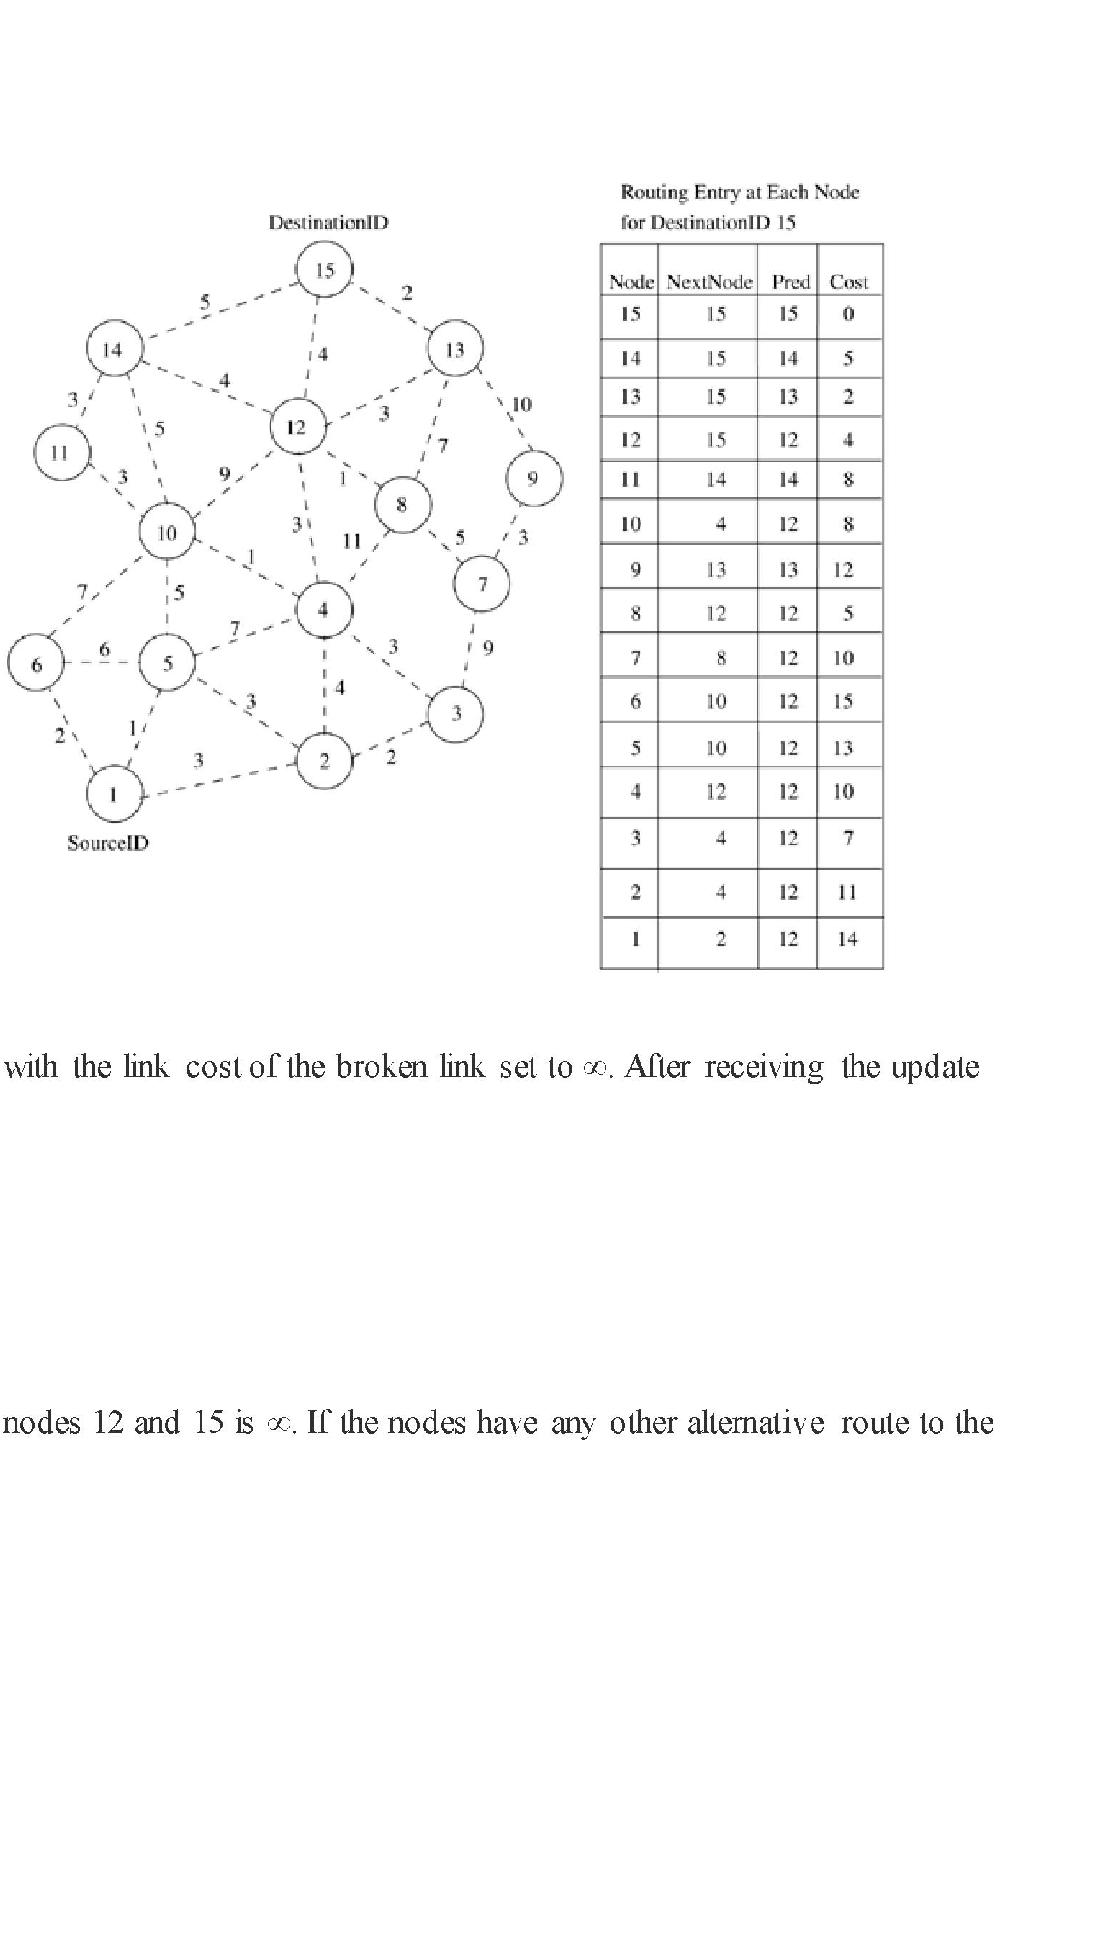 Routing Entry at Each Node
for DestinationID 15
DestinationID
15
5
2
14
4
13
4
3
10
3
5
12
11
3
9
1
7
9
8
10
3
11
5
3
1
7
7
5
4
6
6
5
7
3
9
3
4
3
2
1
2
3
2
1
SourceID
Node NextNode Pred Cost
15 15 15 0
14 15 14 5
13 15 13 2
12 15 12 4
11 14 14 8
10 4 12 8
9 13 13 12
8 12 12 5
7 8 12 10
6 10 12 15
5 10 12 13
4 12 12 10
3 4 12 7
2 4 12 11
1 2 12 14
with the link cost of the broken link set to ∞. After receiving the update
nodes 12 and 15 is ∞. If the nodes have any other alternative route to the